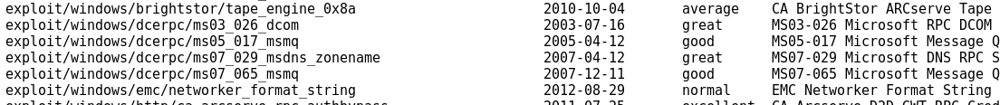 exploit/windows/brightstor/tape_engine_0x8a 2010-10-04 average CA BrightStor ARCserve Tape
exploit/windows/dcerpc/ms03_026_dcom 2003-07-16 great MS03-026 Microsoft RPC DCOM
exploit/windows/dcerpc/ms05_017_msmq 2005-04-12 good MS05-017 Microsoft Message Q
exploit/windows/dcerpc/ms07_029_msdns_zonename 2007-04-12 great MS07-029 Microsoft DNS RPC S
exploit/windows/dcerpc/ms07_065_msmq 2007-12-11 good MS07-065 Microsoft Message Q
exploit/windows/emc/networker_format_string 2012-08-29 normal EMC Networker Format String
exploit/windows/http/ca_arcserve_rpc_authbypass 2011-07-25 excellent CA Arcserve D2D GWT RPC Cred